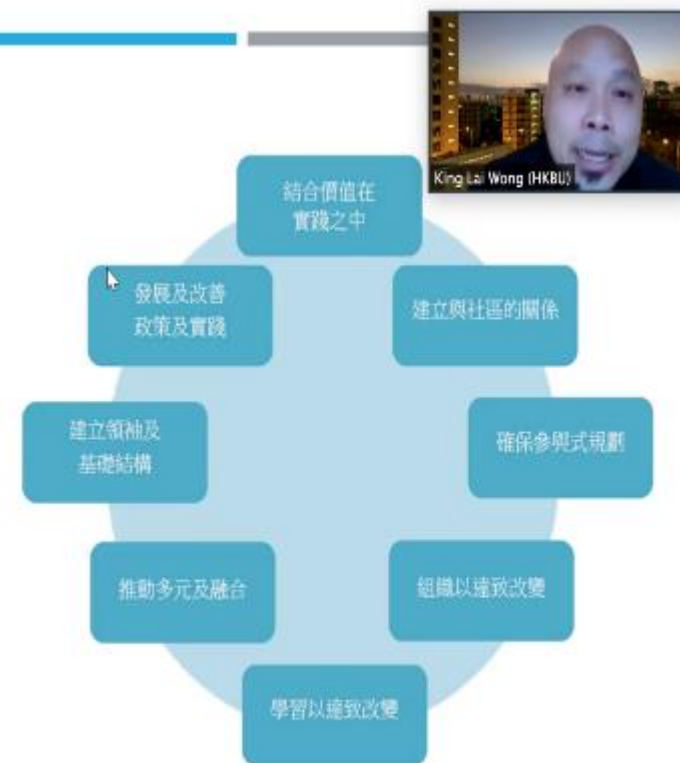 King Lai Wong (HKBU)
結合價值在
實踐之中
建立與社區的關係
確保參與式規劃
組織以達致改變
學習以達致改變
推動多元及融合
建立領袖及
基礎結構
發展及改善
政策及實踐